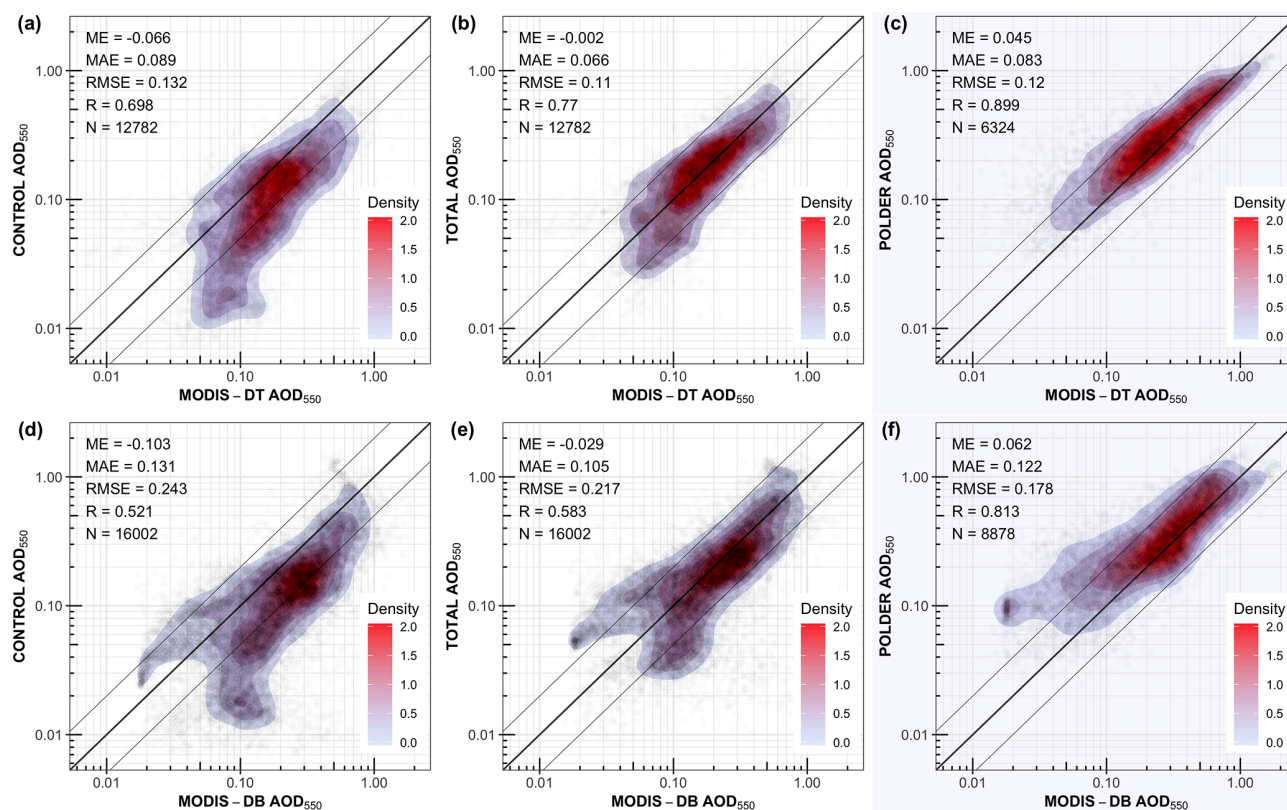 (a)
ME = -0.066
MAE = 0.089
RMSE = 0.132
R = 0.698
N = 12782
CONTROL AOD550
1.00
0.10
0.01
Density
2.0
1.5
1.0
0.5
0.0
0.01 0.10 1.00
MODIS – DT AOD550
(b)
ME = -0.002
MAE = 0.066
RMSE = 0.11
R = 0.77
N = 12782
TOTAL AOD550
1.00
0.10
0.01
Density
2.0
1.5
1.0
0.5
0.0
0.01 0.10 1.00
MODIS – DT AOD550
(c)
ME = 0.045
MAE = 0.083
RMSE = 0.12
R = 0.899
N = 6324
POLDER AOD550
1.00
0.10
0.01
Density
2.0
1.5
1.0
0.5
0.0
0.01 0.10 1.00
MODIS – DT AOD550
(d)
ME = -0.103
MAE = 0.131
RMSE = 0.243
R = 0.521
N = 16002
CONTROL AOD550
1.00
0.10
0.01
Density
2.0
1.5
1.0
0.5
0.0
0.01 0.10 1.00
MODIS – DB AOD550
(e)
ME = -0.029
MAE = 0.105
RMSE = 0.217
R = 0.583
N = 16002
TOTAL AOD550
1.00
0.10
0.01
Density
2.0
1.5
1.0
0.5
0.0
0.01 0.10 1.00
MODIS – DB AOD550
(f)
ME = 0.062
MAE = 0.122
RMSE = 0.178
R = 0.813
N = 8878
POLDER AOD550
1.00
0.10
0.01
Density
2.0
1.5
1.0
0.5
0.0
0.01 0.10 1.00
MODIS – DB AOD550